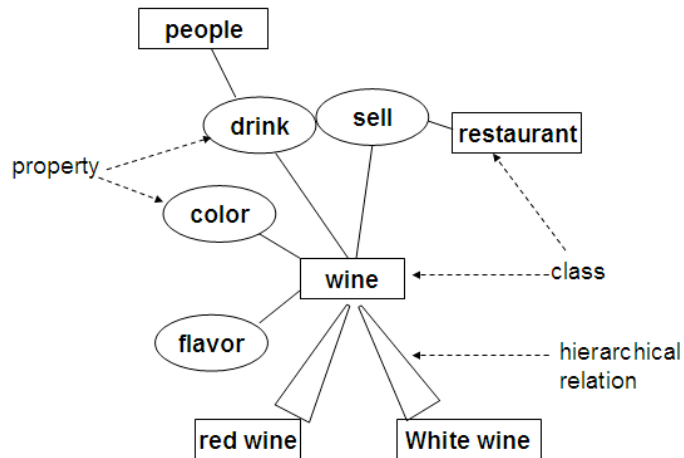 people
sell
drink
restaurant
property
color
wine
class
flavor
hierarchical
relation
red wine
White wine